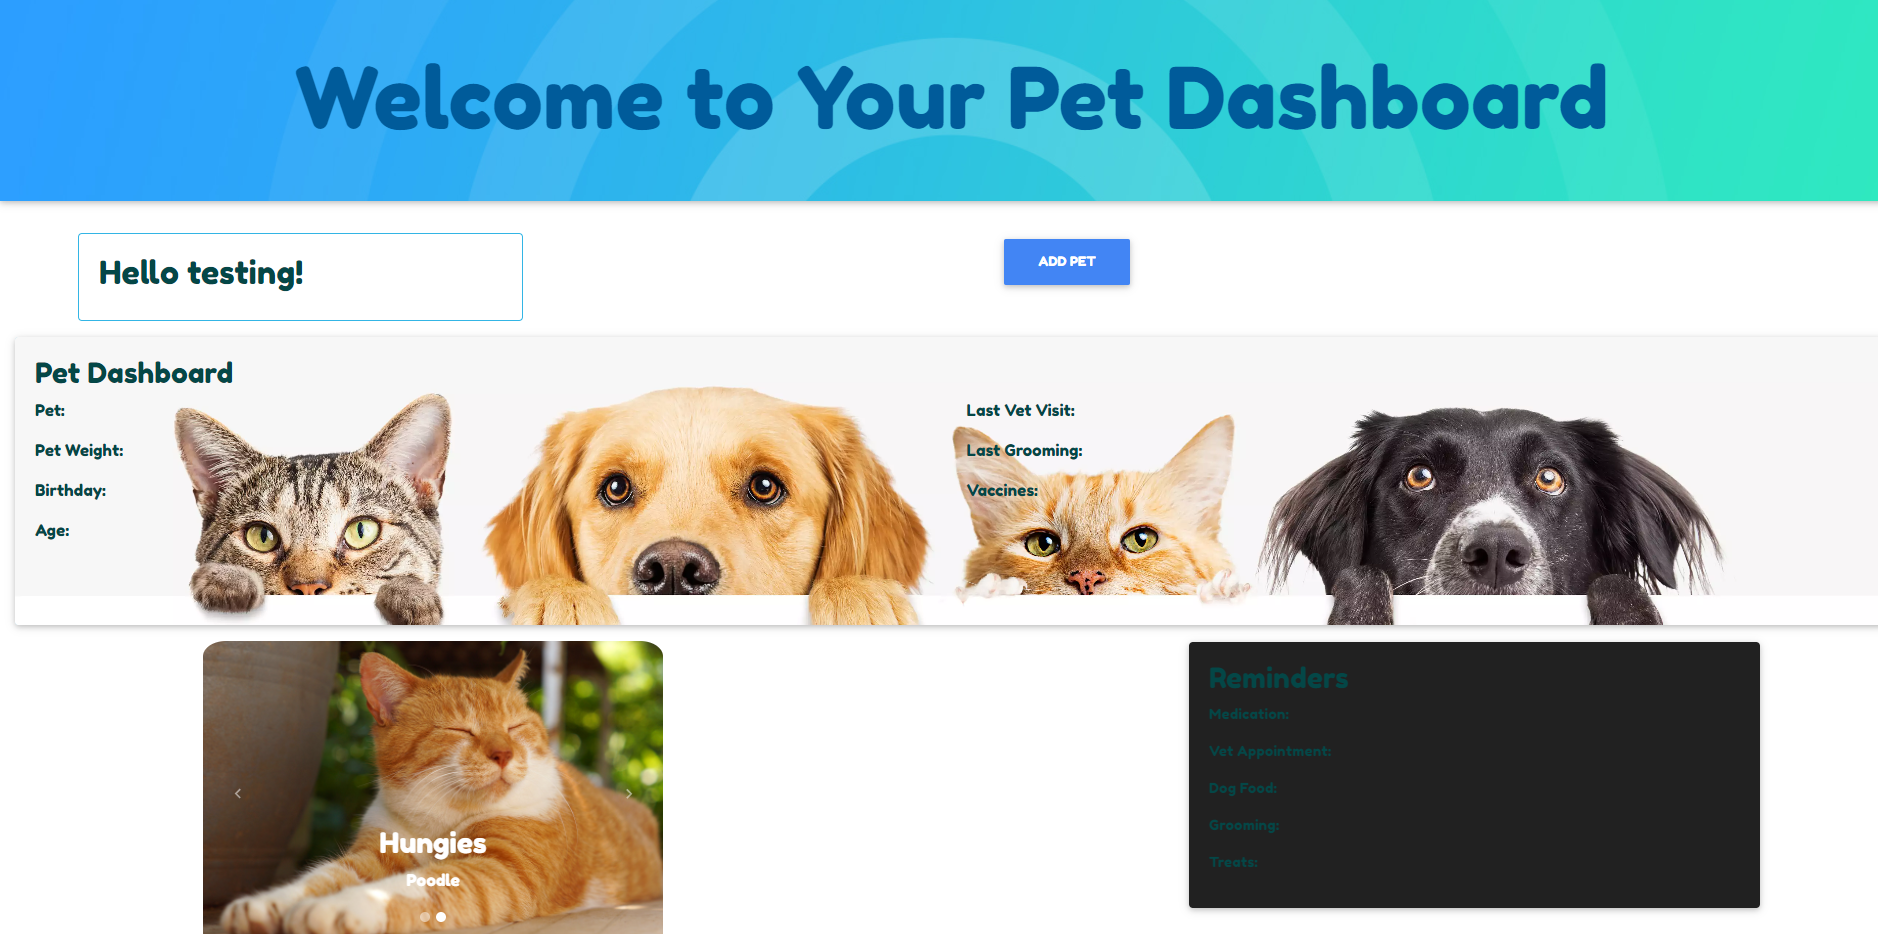 Welcome to Your Pet Dashboard
Hello testing!
ADD PET
Pet Dashboard
Pet:
Pet Weight:
Birthday:
Age:
Last Vet Visit:
Last Grooming:
Vaccines:
Hungies
Poodle
Reminders
Medication:
Vet Appointment:
Dog Food:
Grooming:
Treats: